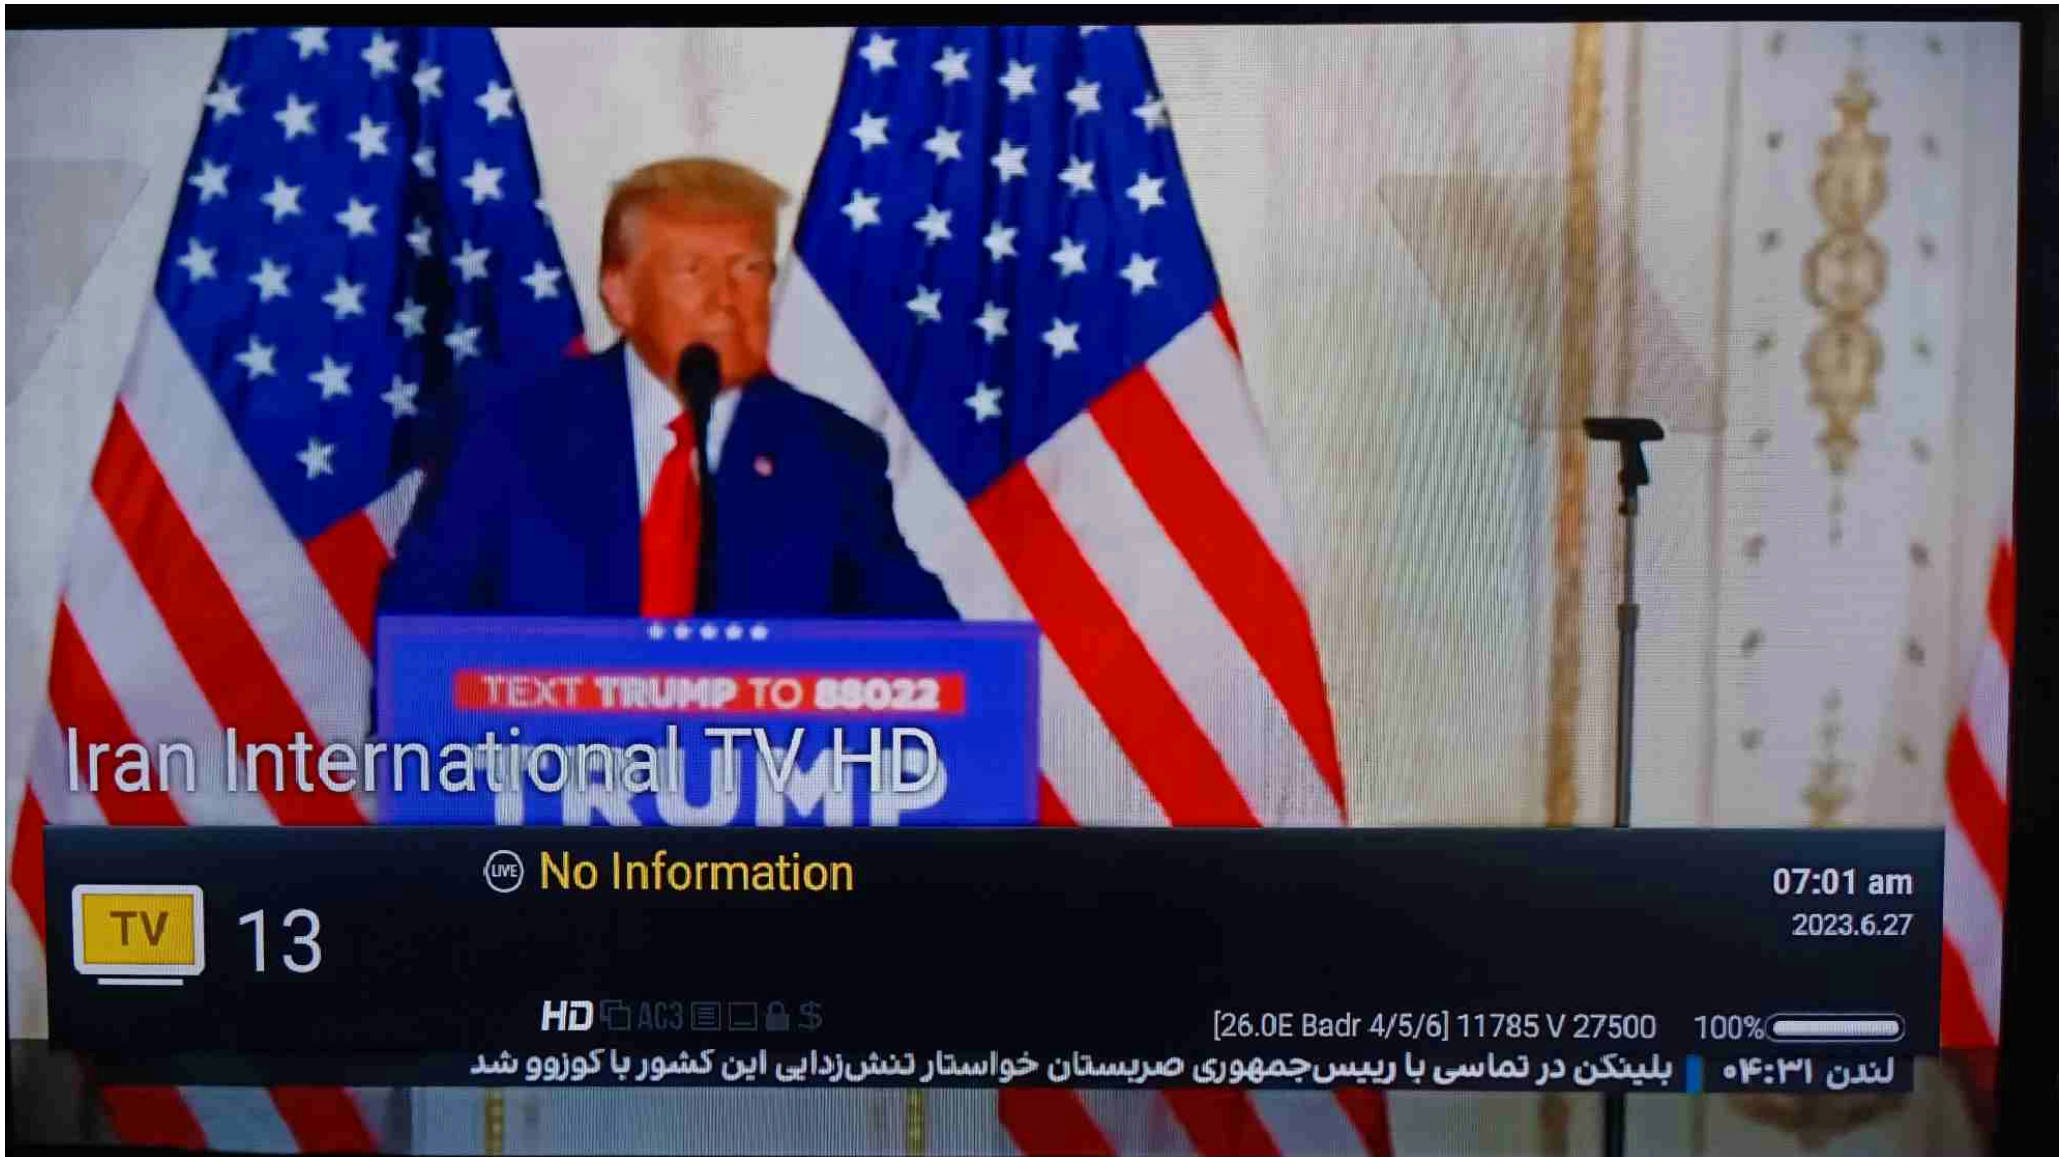 TEXT TRUMP TO 88022
TRUMP
Iran International TV HD
LIVE No Information
07:01 am
2023.6.27
TV 13
HD AC3 $
[26.0E Badr 4/5/6] 11785 V 27500 100%
لندن ۰۴:۳۱ بلینکن در تماسی با رییس‌جمهوری صربستان خواستار تنش‌زدایی این کشور با کوزوو شد